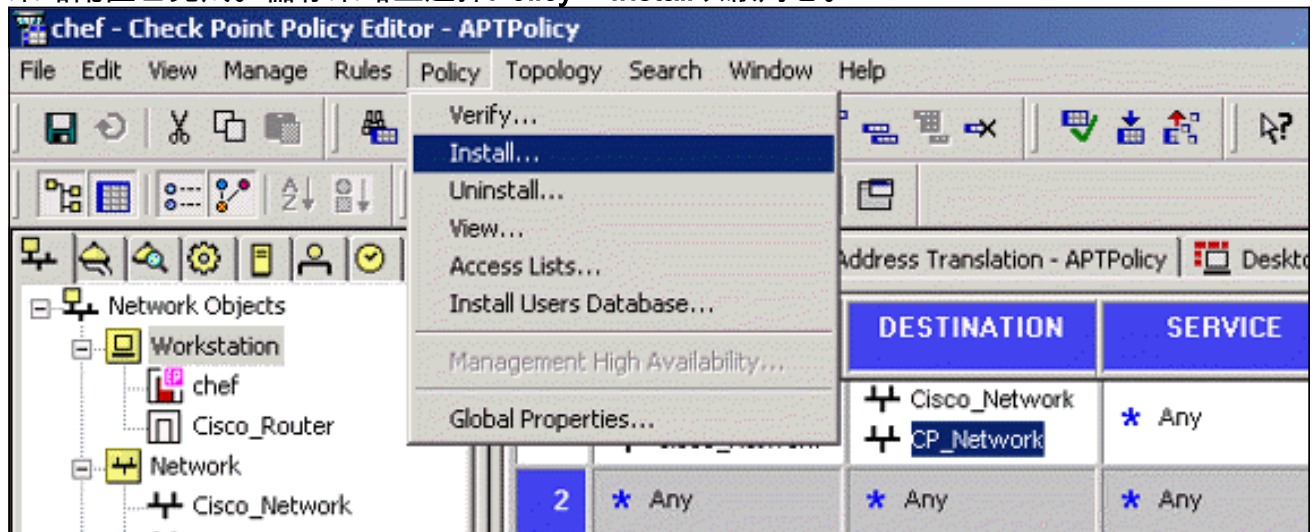 chef - Check Point Policy Editor - APTPolicy
File Edit View Manage Rules Policy Topology Search Window Help
Verify...
Install...
Uninstall...
View...
Access Lists...
Install Users Database...
Management High Availability...
Global Properties...
Address Translation - APTPolicy
Network Objects
Workstation
chef
Cisco_Router
Network
Cisco_Network
DESTINATION SERVICE
Cisco_Network
CP_Network
* Any
2 * Any * Any * Any